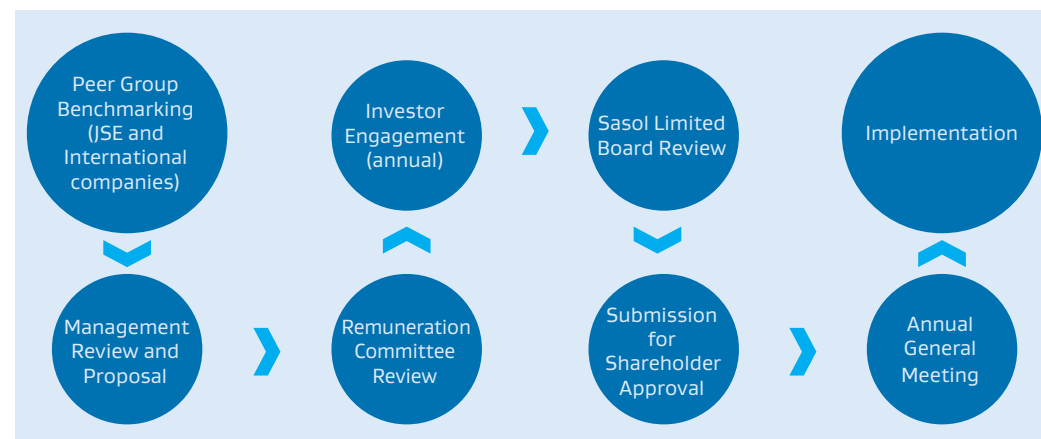 Peer Group
Benchmarking
(JSE and
International
companies)
Management
Review and
Proposal
Remuneration
Committee
Review
Investor
Engagement
(annual)
Sasol Limited
Board Review
Submission
for
Shareholder
Approval
Annual
General
Meeting
Implementation